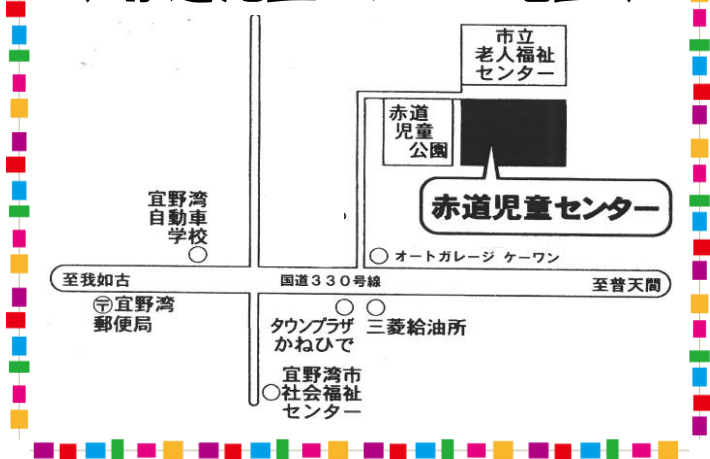 市立
老人福祉
センター
赤道
児童
公園
赤道児童センター
宜野湾
自動車
学校
オートガレージ ケーワン
至我如古
国道330号線
至普天間
〒宜野湾
郵便局
タウンプラザ
かねひで
三菱給油所
宜野湾市
社会福祉
センター